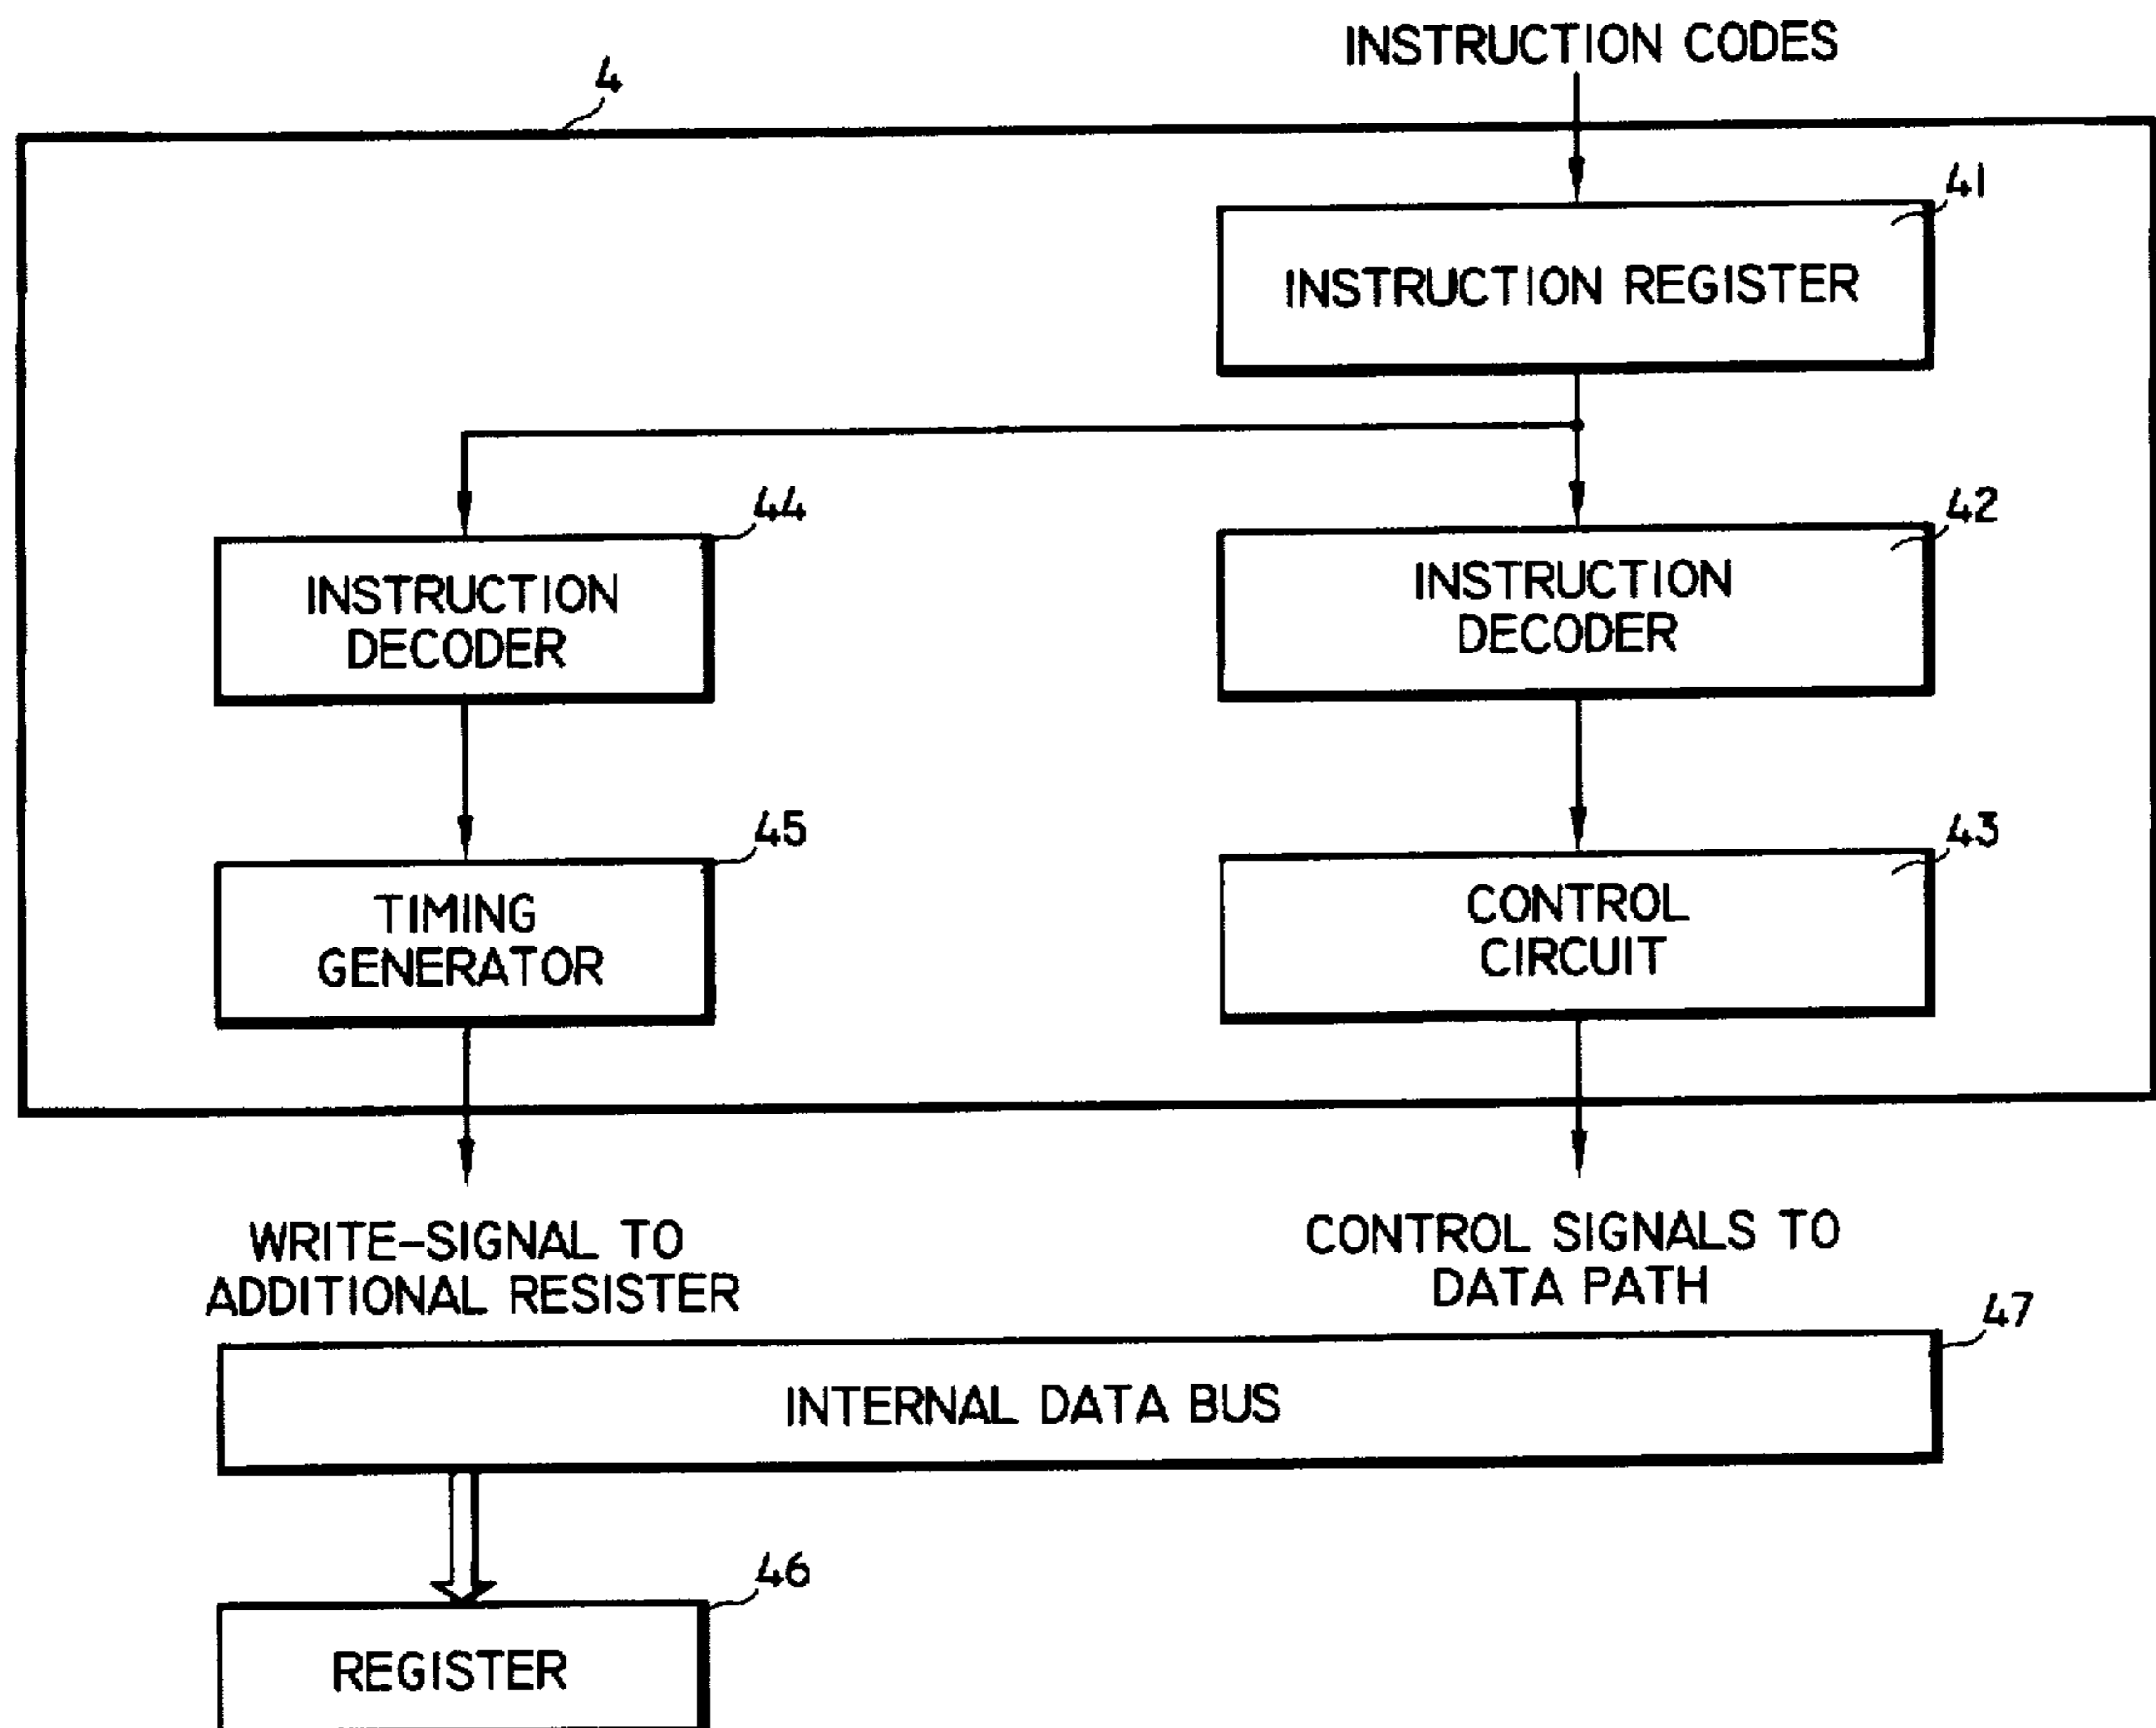 INSTRUCTION CODES
4
41
INSTRUCTION REGISTER
44
42
INSTRUCTION
DECODER
INSTRUCTION
DECODER
45
43
TIMING
GENERATOR
CONTROL
CIRCUIT
WRITE-SIGNAL TO
ADDITIONAL RESISTER
CONTROL SIGNALS TO
DATA PATH
47
INTERNAL DATA BUS
46
REGISTER